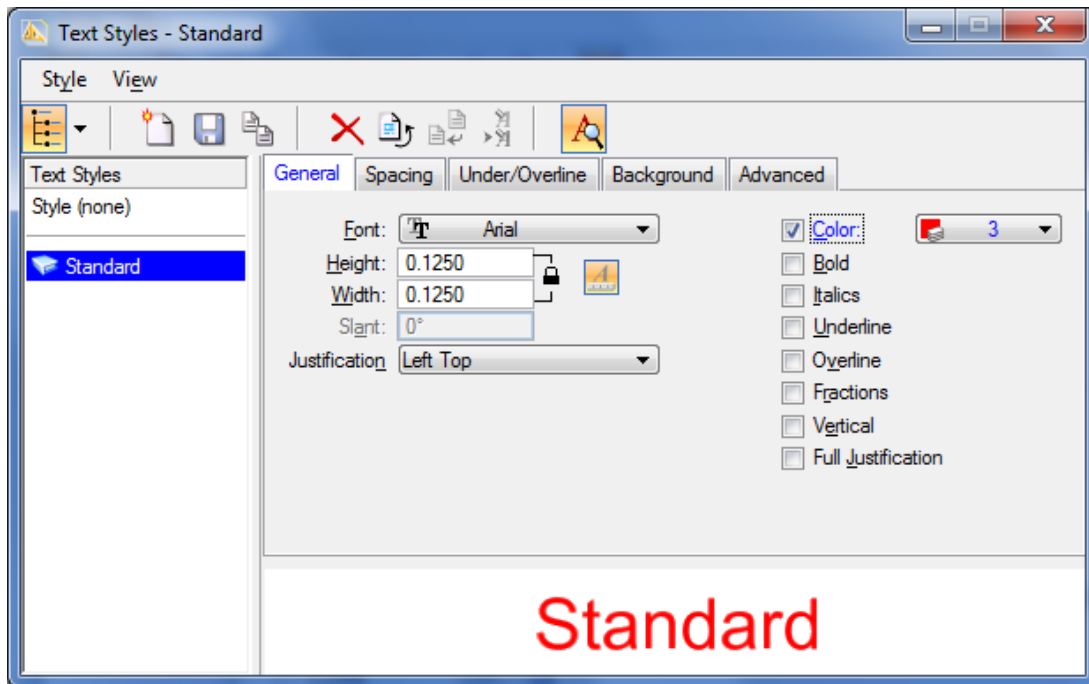 Text Styles - Standard
Style View
Text Styles
Style (none)
Standard
General Spacing Under/Overline Background Advanced
Font: Arial
Height: 0.1250
Width: 0.1250
Slant: 0°
Justification Left Top
Color: 3
Bold
Italics
Underline
Overline
Fractions
Vertical
Full Justification
Standard